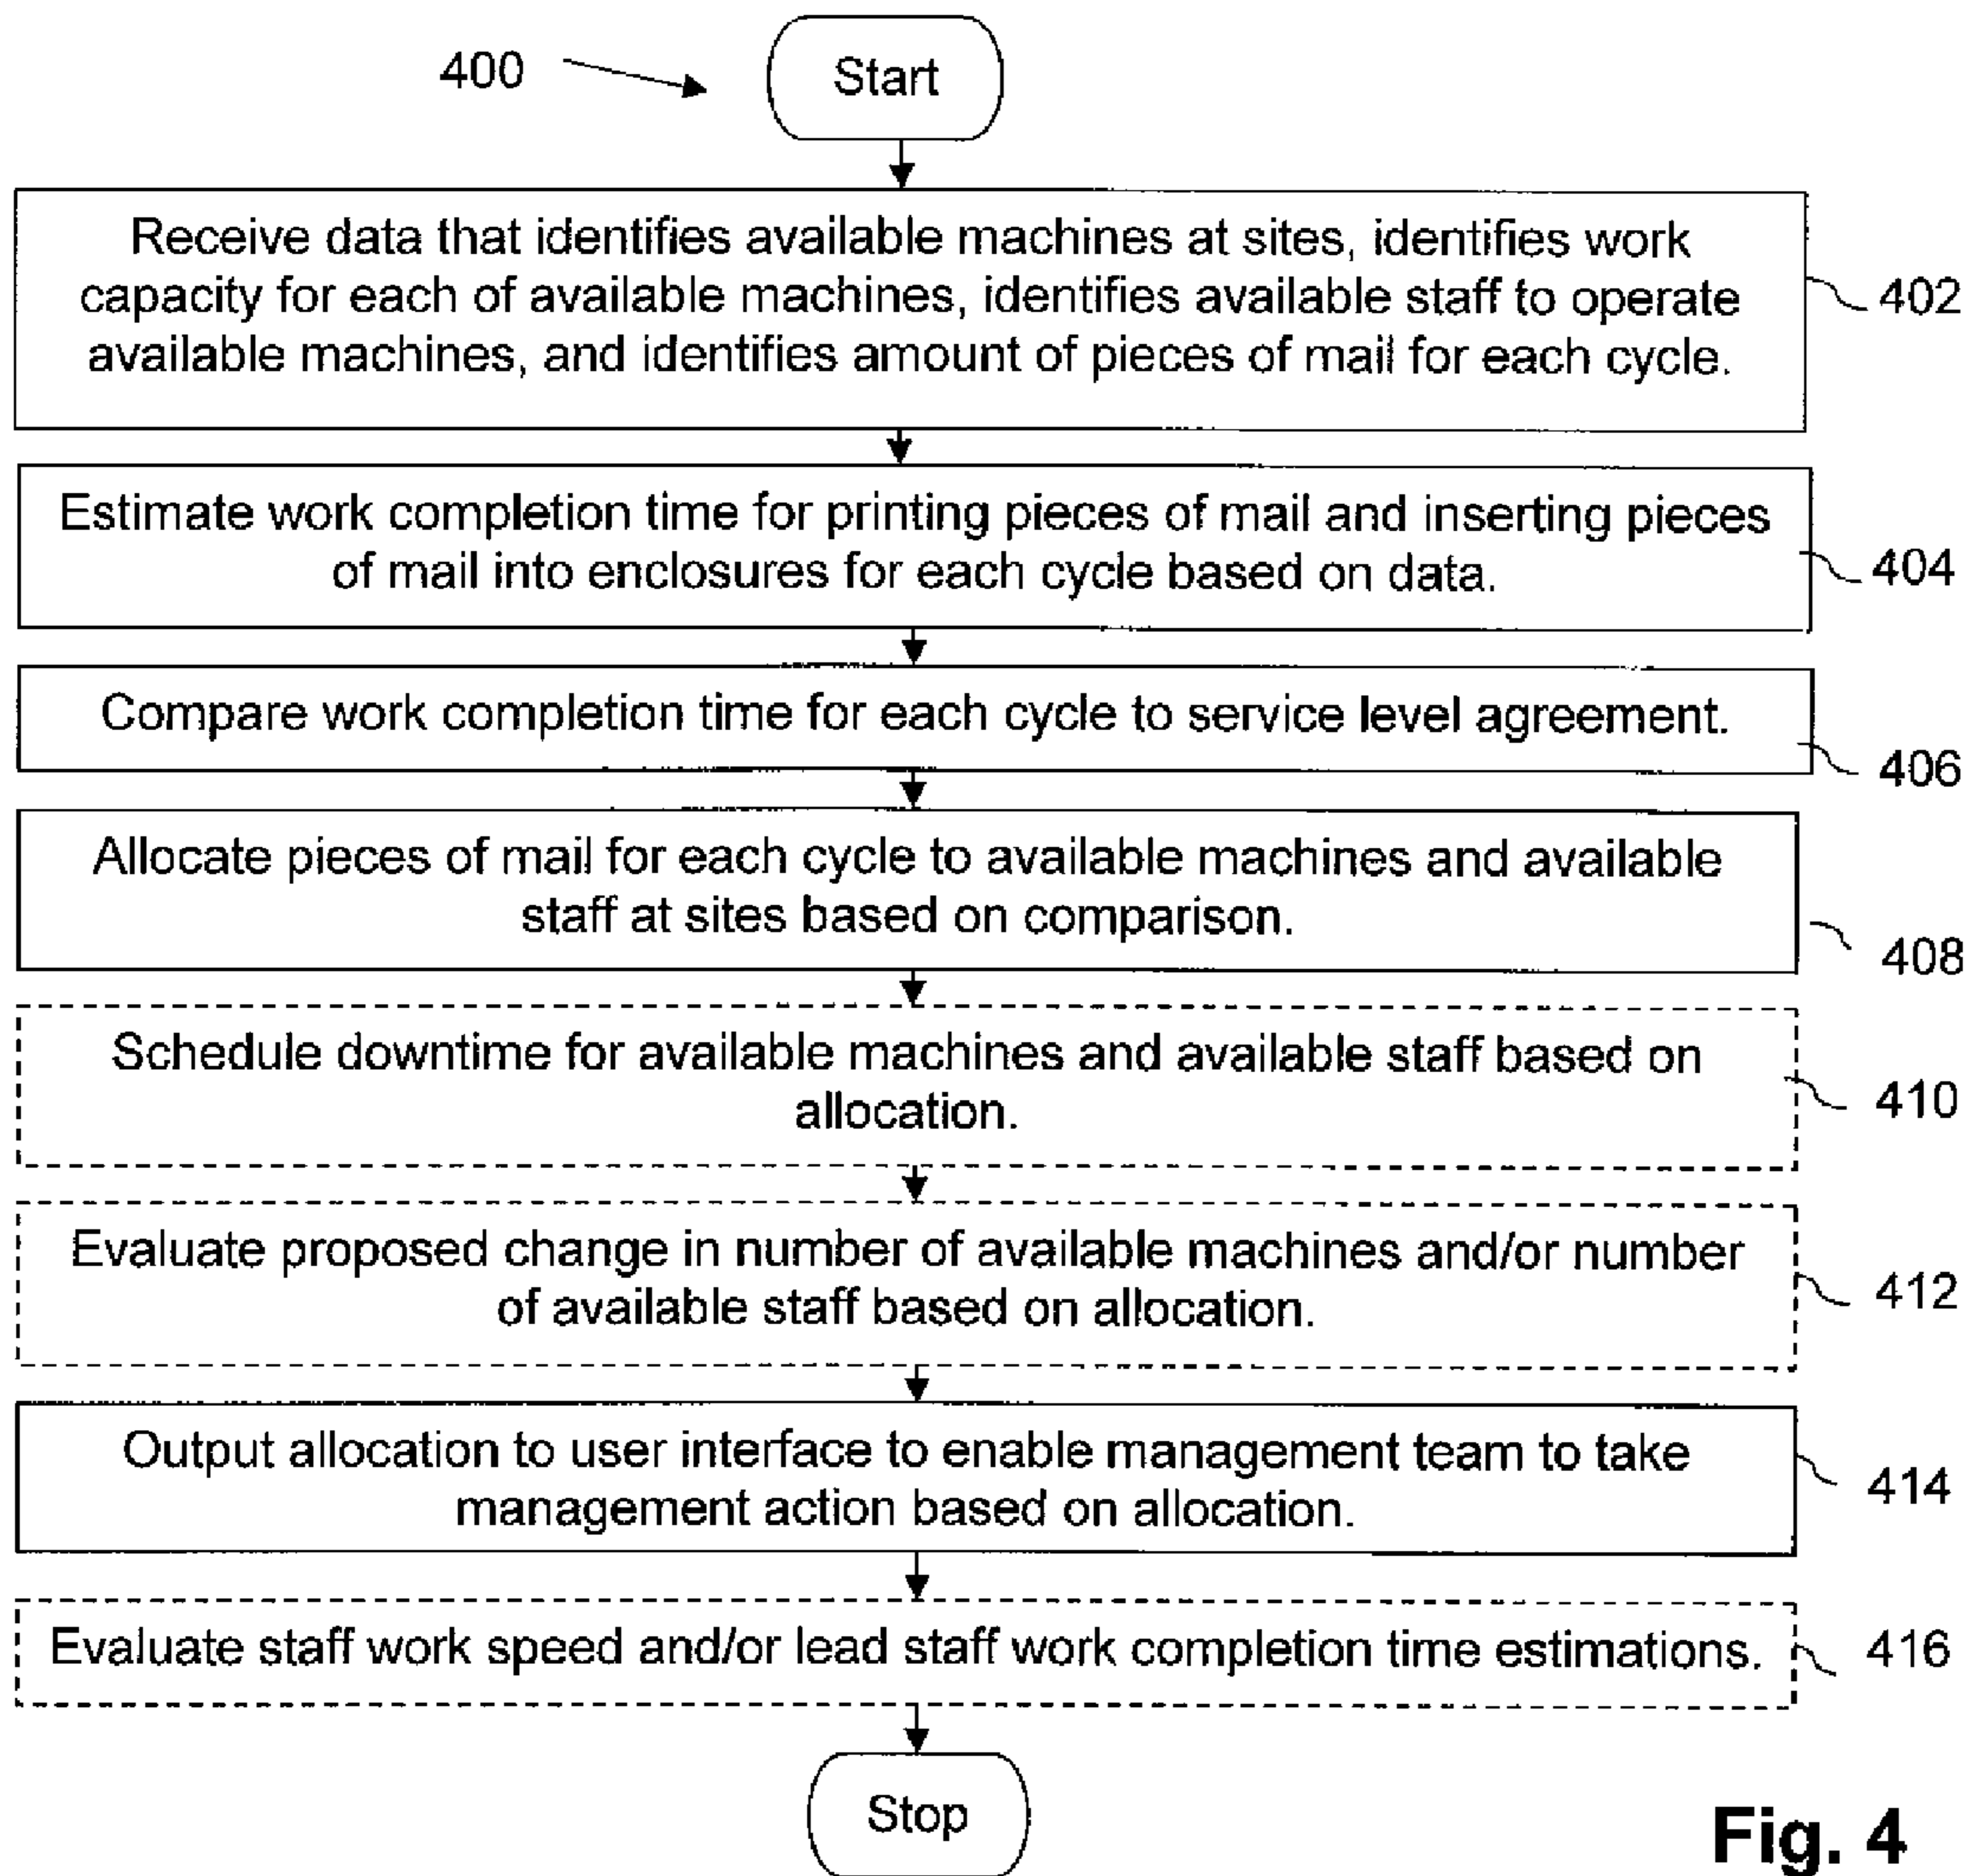 400
Start
Receive data that identifies available machines at sites, identifies work
capacity for each of available machines, identifies available staff to operate
available machines, and identifies amount of pieces of mail for each cycle.
402
Estimate work completion time for printing pieces of mail and inserting pieces
of mail into enclosures for each cycle based on data.
404
Compare work completion time for each cycle to service level agreement.
406
Allocate pieces of mail for each cycle to available machines and available
staff at sites based on comparison.
408
Schedule downtime for available machines and available staff based on
allocation.
410
Evaluate proposed change in number of available machines and/or number
of available staff based on allocation.
412
Output allocation to user interface to enable management team to take
management action based on allocation.
414
Evaluate staff work speed and/or lead staff work completion time estimations.
416
Stop
Fig. 4